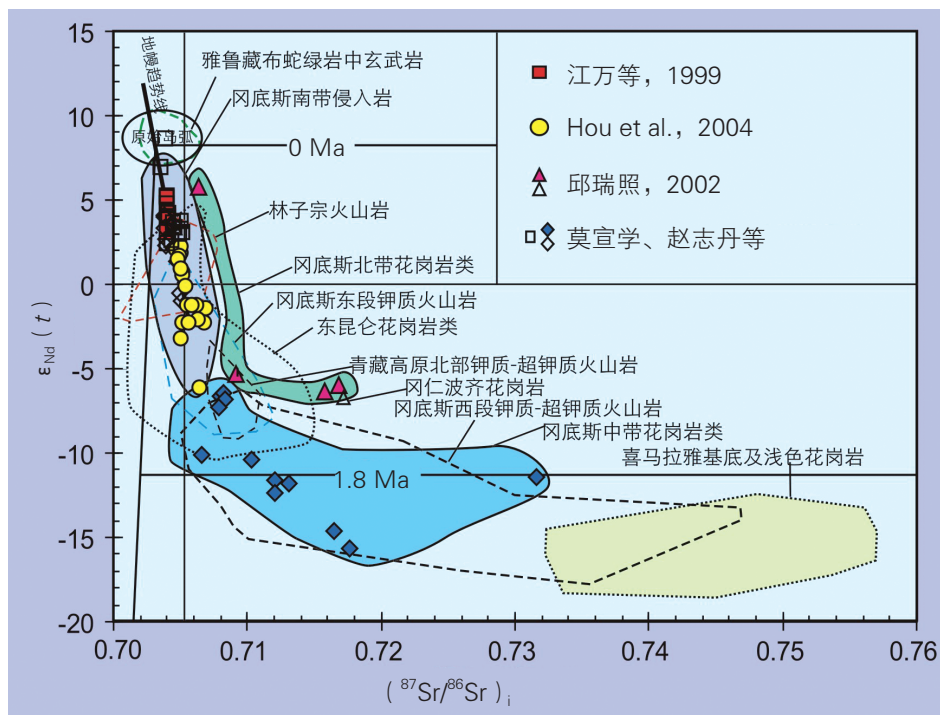 15
10
5
0
-5
-10
-15
-20
εNd（t）
地幔趋势线
雅鲁藏布蛇绿岩中玄武岩
冈底斯南带侵入岩
原始岛弧
0 Ma
江万等，1999
Hou et al.，2004
邱瑞照，2002
莫宣学、赵志丹等
林子宗火山岩
冈底斯北带花岗岩类
冈底斯东段钾质火山岩
东昆仑花岗岩类
青藏高原北部钾质-超钾质火山岩
冈仁波齐花岗岩
冈底斯西段钾质-超钾质火山岩
冈底斯中带花岗岩类
喜马拉雅基底及浅色花岗岩
1.8 Ma
0.70 0.71 0.72 0.73 0.74 0.75 0.76
（87Sr/86Sr）i